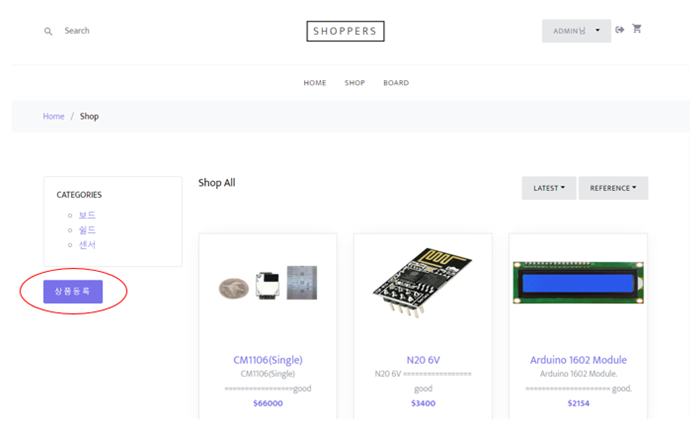 Search
SHOPPERS
ADMIN님
HOME SHOP BOARD
Home / Shop
CATEGORIES
보드
쉴드
센서
상품등록
Shop All
LATEST
REFERENCE
CM1106(Single)
CM1106(Single)
=================good
$66000
N20 6V
N20 6V =================
good
$3400
Arduino 1602 Module
Arduino 1602 Module.
===================== good.
$2154